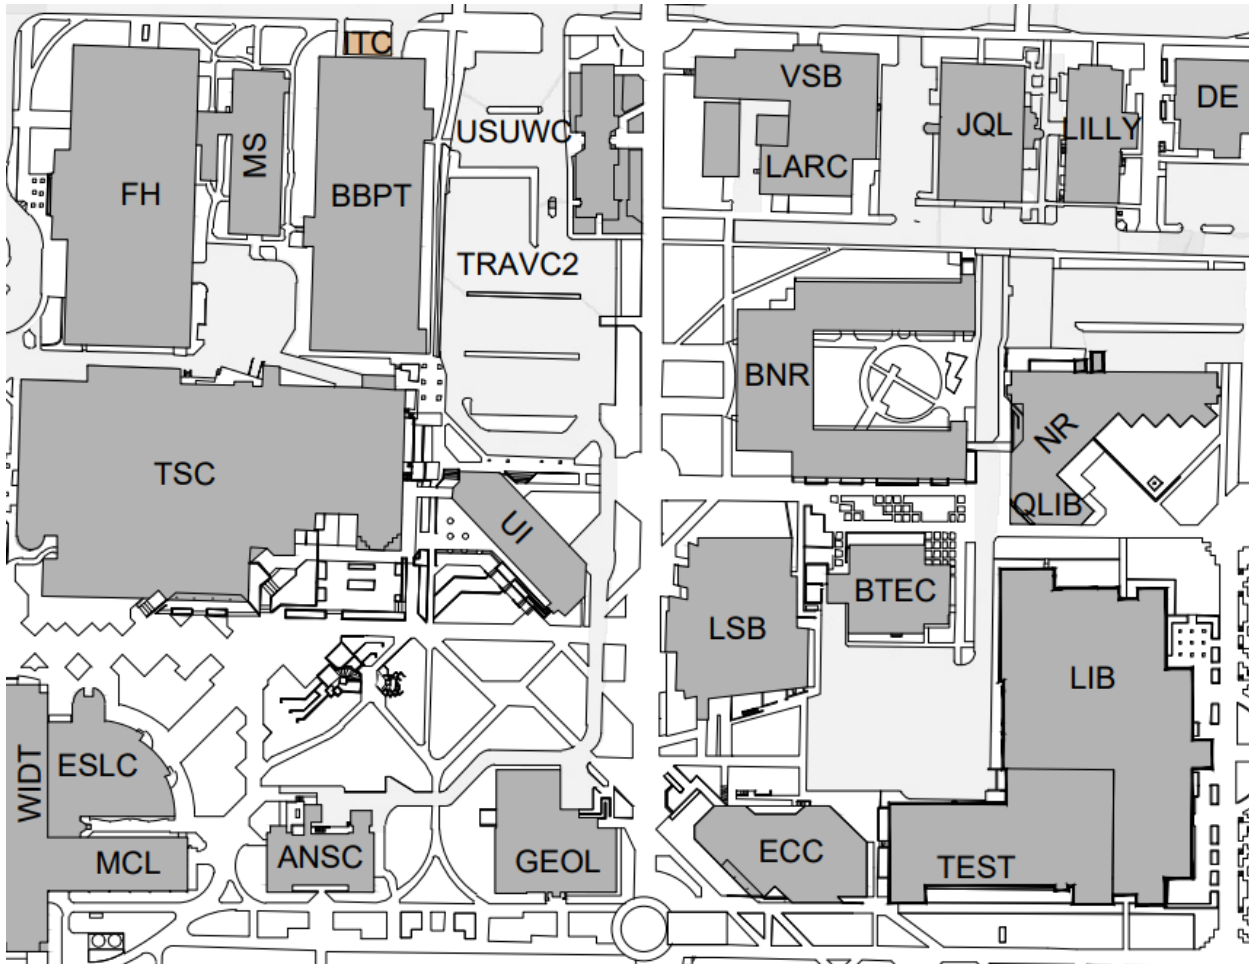 ITC
VSB
DE
USUWC
JQL
LILLY
MS
LARC
FH
BBPT
TRAVC2
BNR
NR
TSC
QLIB
UI
BTEC
LSB
LIB
WIDT
ESLC
MCL
ANSC
GEOL
ECC
TEST